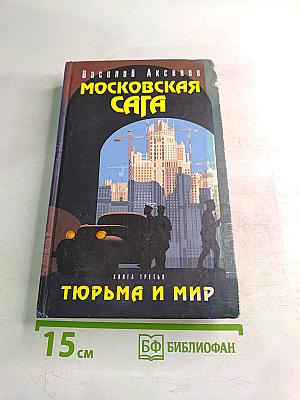 Василий Аксенов
МОСКОВСКАЯ
САГА
КНИГА ТРЕТЬЯ
ТЮРЬМА И МИР
15 см
БФ БИБЛИОФАН